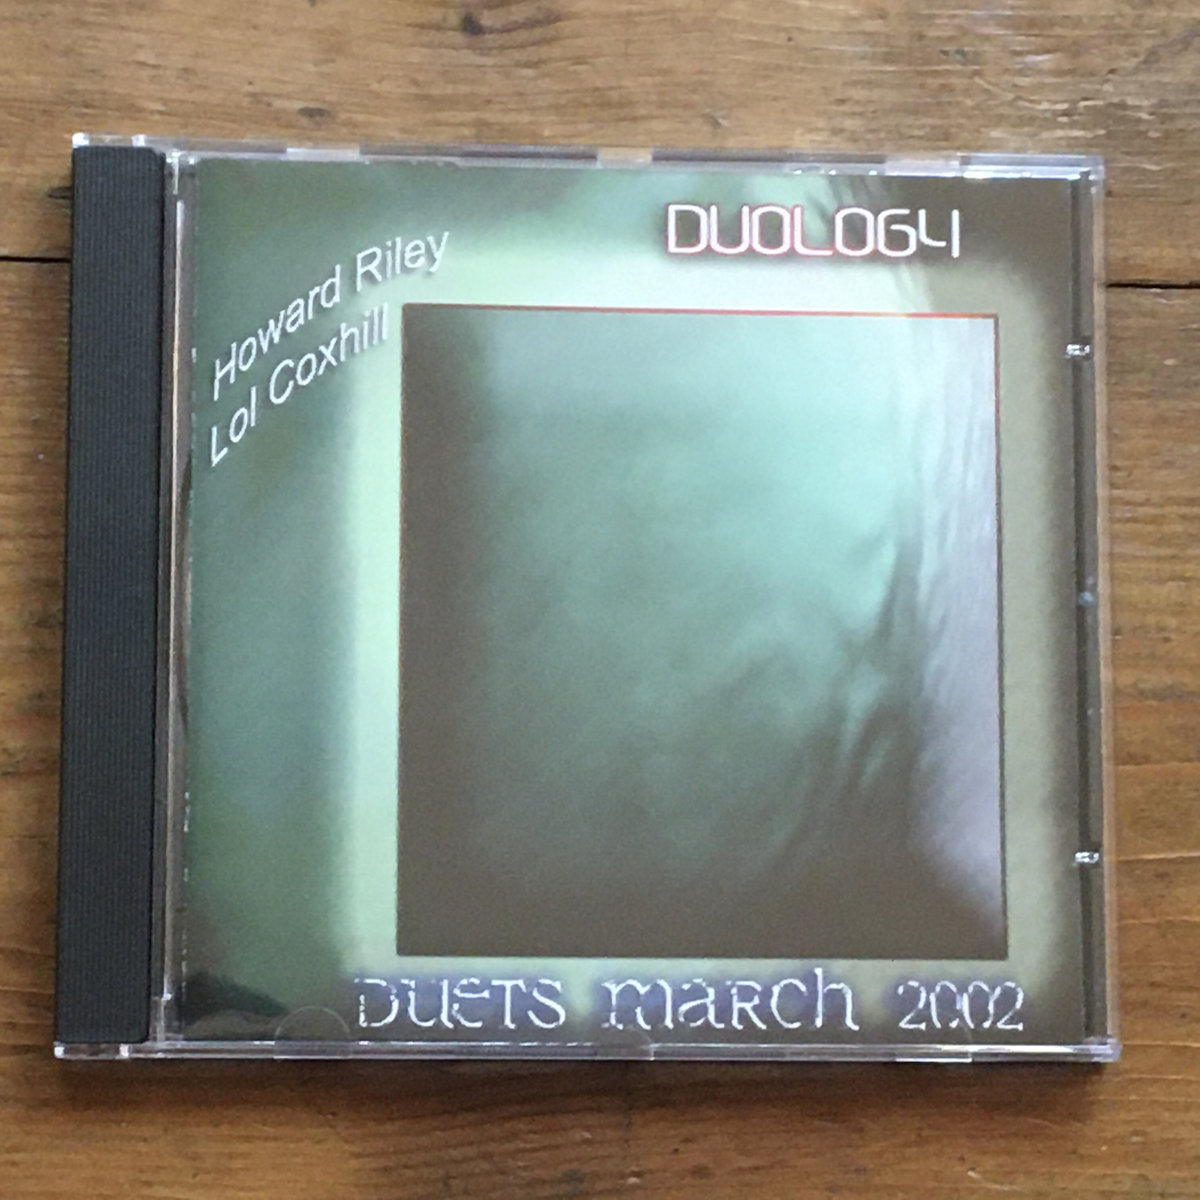 DUOLOGY
Howard Riley
Lol Coxhill
DUETS MARCH 2002